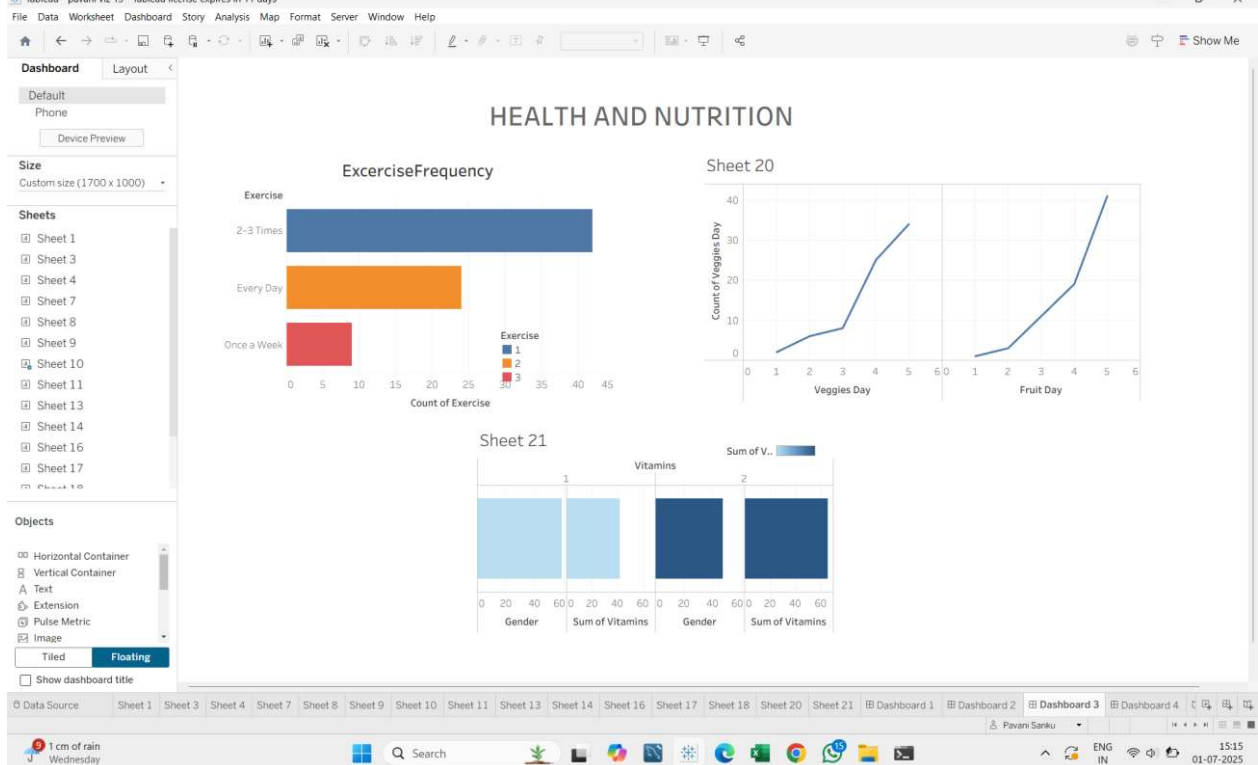 File Data Worksheet Dashboard Story Analysis Map Format Server Window Help
Show Me
Dashboard Layout
Default
Phone
Device Preview
Size
Custom size (1700 x 1000)
Sheets
Sheet 1
Sheet 3
Sheet 4
Sheet 7
Sheet 8
Sheet 9
Sheet 10
Sheet 11
Sheet 13
Sheet 14
Sheet 16
Sheet 17
Objects
Horizontal Container
Vertical Container
Text
Extension
Pulse Metric
Image
Tiled Floating
Show dashboard title
HEALTH AND NUTRITION
ExcerciseFrequency
Exercise
2-3 Times
Every Day
Once a Week
Exercise
1
2
3
0 5 10 15 20 25 30 35 40 45
Count of Exercise
Sheet 20
Count of Veggies Day
40
30
20
10
0
0 1 2 3 4 5 6 0 1 2 3 4 5 6
Veggies Day Fruit Day
Sheet 21
Sum of V..
Vitamins
1 2
0 20 40 60 0 20 40 60 0 20 40 60 0 20 40 60
Gender Sum of Vitamins Gender Sum of Vitamins
Data Source Sheet 1 Sheet 3 Sheet 4 Sheet 7 Sheet 8 Sheet 9 Sheet 10 Sheet 11 Sheet 13 Sheet 14 Sheet 16 Sheet 17 Sheet 18 Sheet 20 Sheet 21 Dashboard 1 Dashboard 2 Dashboard 3 Dashboard 4
Pavani Sanku
9
1 cm of rain
Wednesday
Search
15
ENG
IN
15:15
01-07-2025